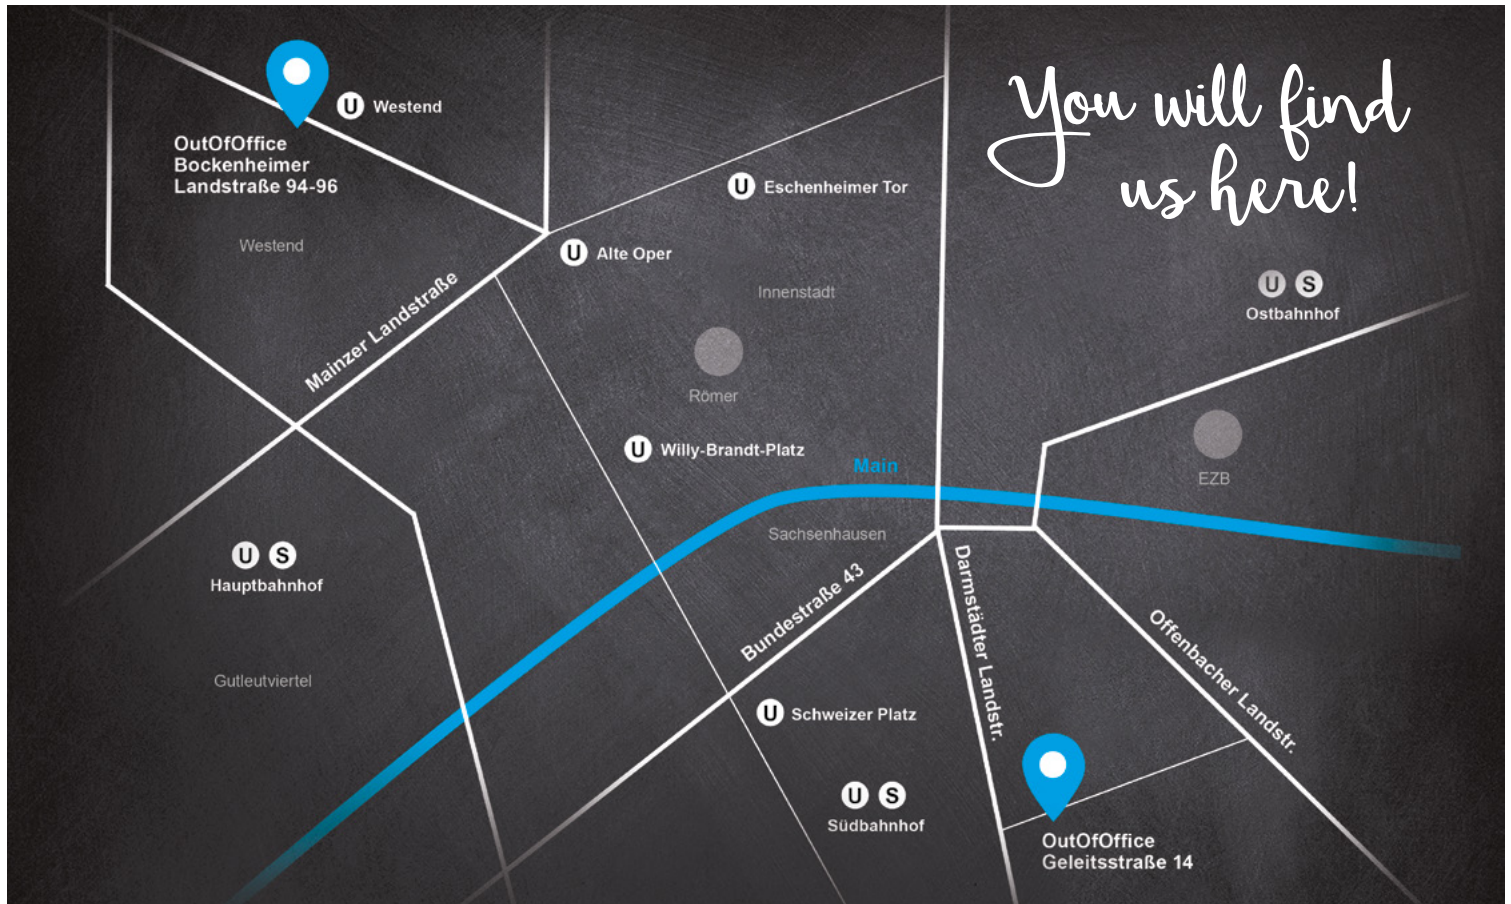 You will find
us here!
U Westend
OutOfOffice
Bockenheimer
Landstraße 94-96
Westend
U Eschenheimer Tor
U Alte Oper
Innenstadt
Mainzer Landstraße
U S
Ostbahnhof
Römer
U Willy-Brandt-Platz
Main
EZB
Sachsenhausen
U S
Hauptbahnhof
Bundestraße 43
Darmstädter Landstr.
Offenbacher Landstr.
Gutleutviertel
U Schweizer Platz
U S
Südbahnhof
OutOfOffice
Geleitsstraße 14